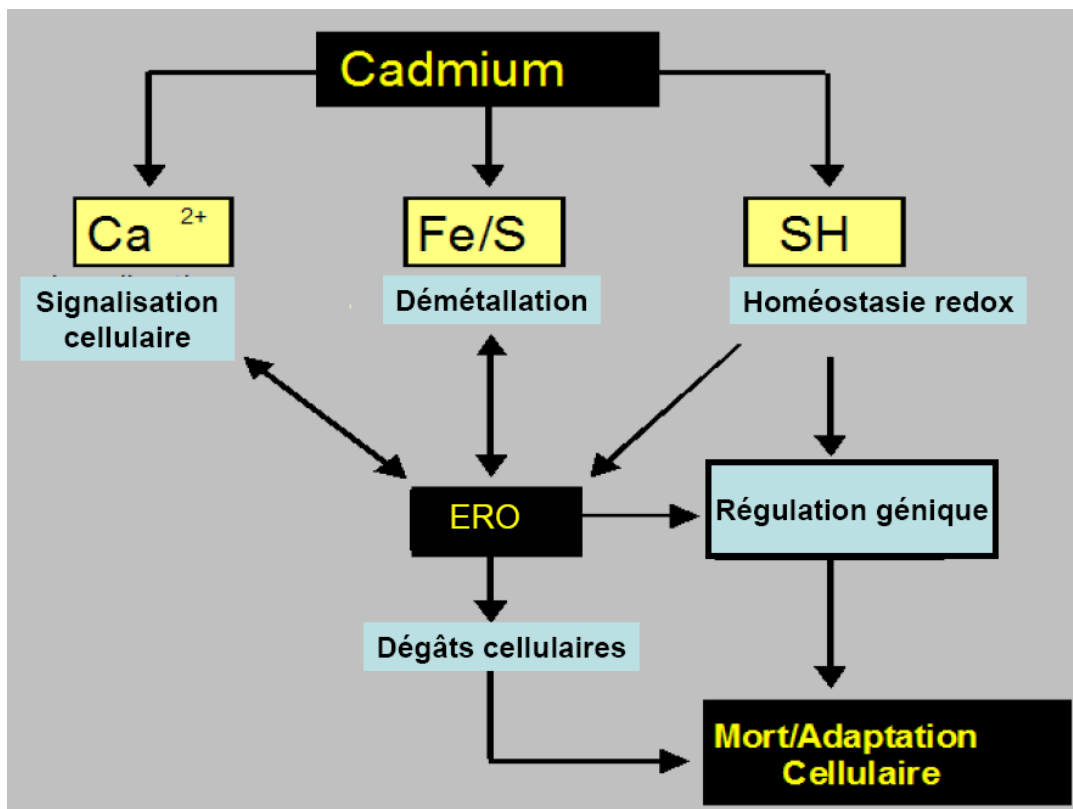 Cadmium
Ca 2+
Fe/S
SH
Signalisation
cellulaire
Démétallation
Homéostasie redox
ERO
Régulation génique
Dégâts cellulaires
Mort/Adaptation
Cellulaire